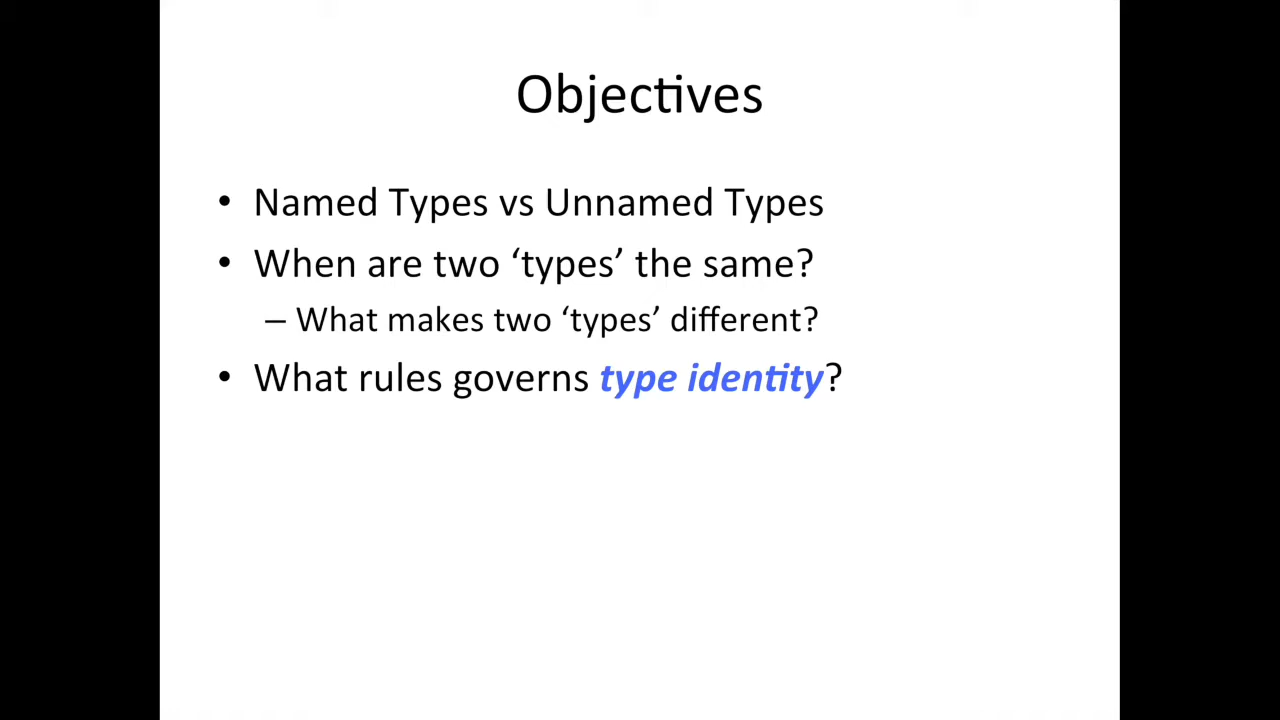 Objectives
• Named Types vs Unnamed Types
• When are two ‘types’ the same?
– What makes two ‘types’ different?
• What rules governs type identity?